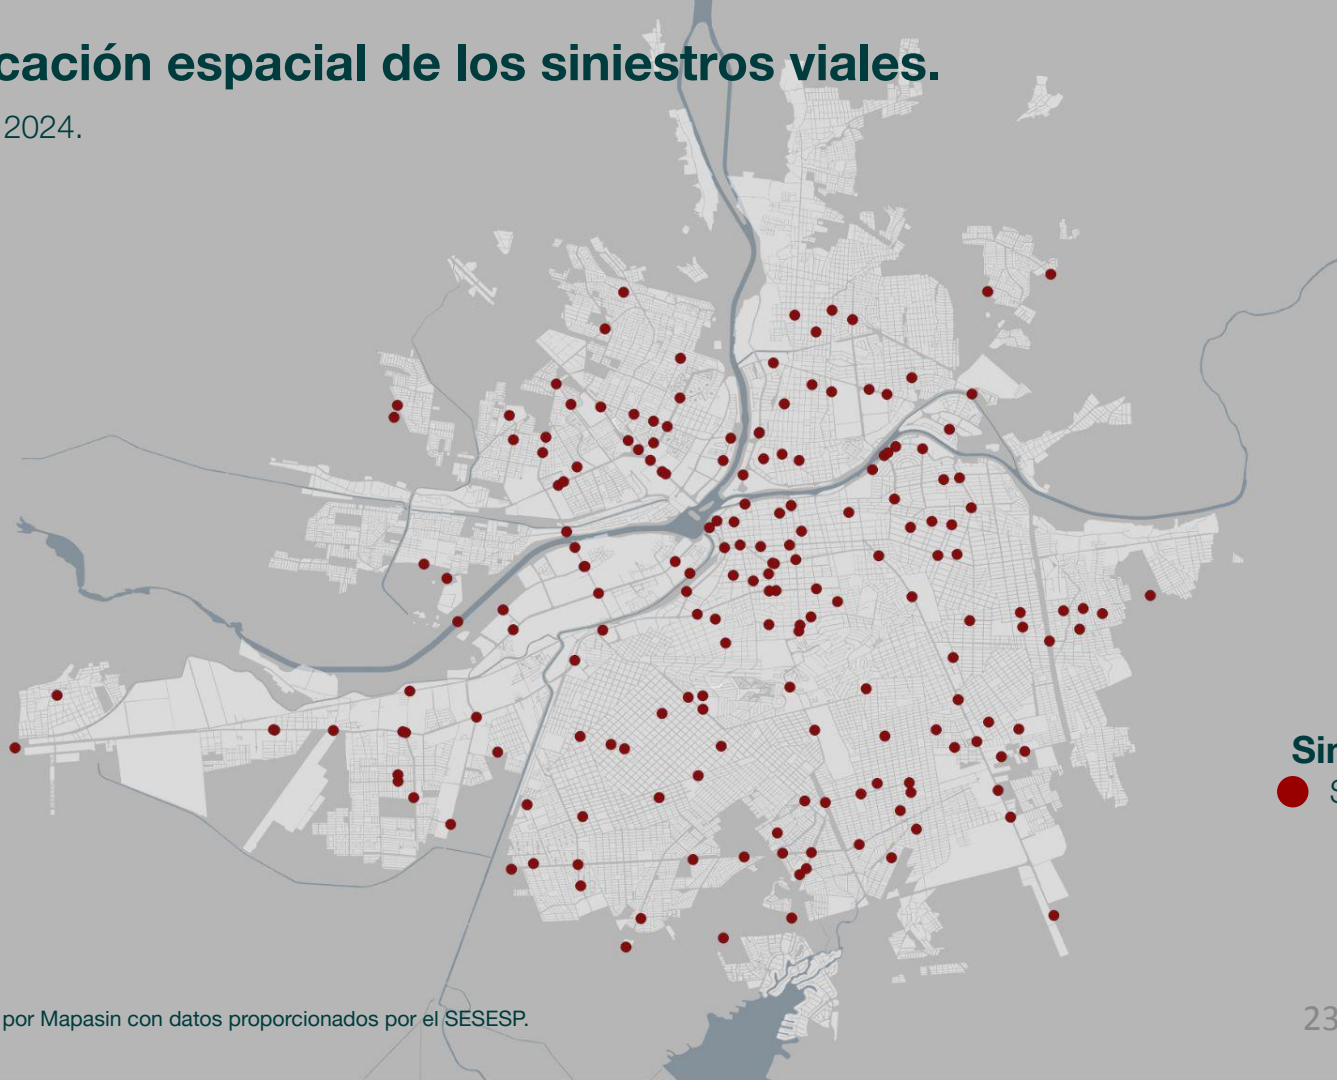 cación espacial de los siniestros viales.
2024.
Sin
S
por Mapasin con datos proporcionados por el SESESP.
23